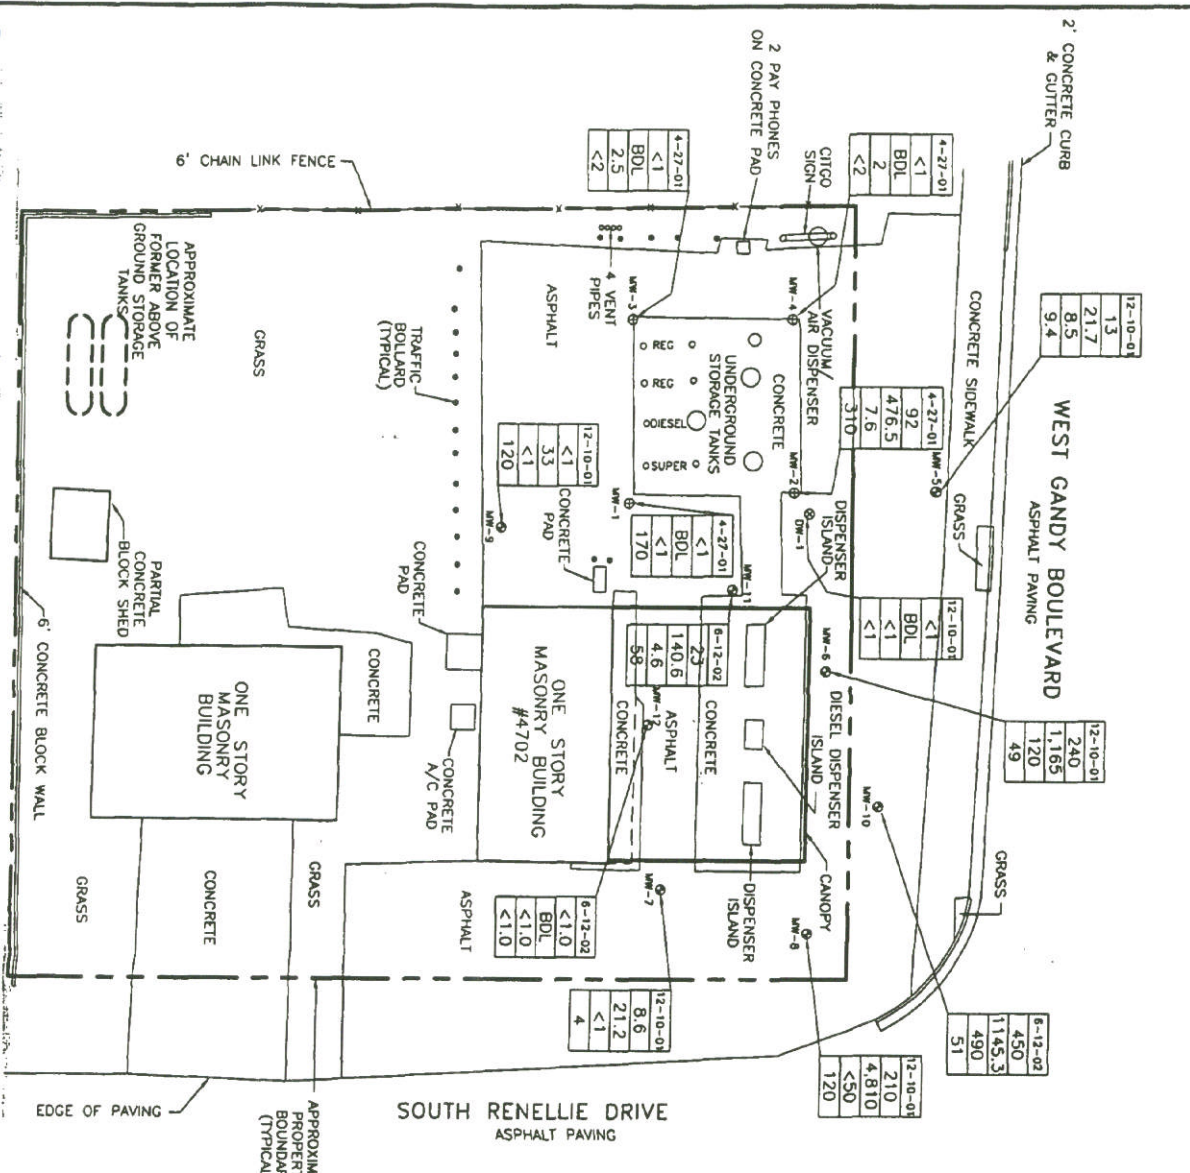 2' CONCRETE CURB
& GUTTER
2 PAY PHONES
ON CONCRETE PAD
6' CHAIN LINK FENCE
4-27-01
<1
BDL
2.5
<2
CITGO
SIGN
4-27-01
<1
BDL
2
<2
12-10-01
13
21.7
8.5
9.4
WEST GANDY BOULEVARD
ASPHALT PAVING
CONCRETE SIDEWALK
GRASS
APPROXIMATE
LOCATION OF
FORMER ABOVE
GROUND STORAGE
TANKS
GRASS
TRAFFIC
BOLLARD
(TYPICAL)
ASPHALT
4 VENT
PIPES
MW-3
MW-4
VACUUM/
AIR DISPENSER
REG
REG
DIESEL
SUPER
UNDERGROUND
STORAGE TANKS
CONCRETE
4-27-01
92
476.5
7.6
310
MW-5
MW-2
DW-1
DISPENSER
ISLAND
12-10-01
<1
33
<1
120
MW-9
CONCRETE
PAD
MW-1
4-27-01
<1
BDL
<1
170
MW-11
12-10-01
<1
BDL
<1
<1
MW-6
12-10-01
240
1,165
120
49
PARTIAL
CONCRETE
BLOCK SHED
CONCRETE
PAD
6-12-02
23
140.6
4.6
58
MW-12
6' CONCRETE BLOCK WALL
ONE STORY
MASONRY
BUILDING
CONCRETE
CONCRETE
A/C PAD
ONE STORY
MASONRY BUILDING
#4702
CONCRETE
ASPHALT
CONCRETE
DIESEL DISPENSER
ISLAND
MW-10
GRASS
GRASS
CONCRETE
GRASS
ASPHALT
6-12-02
<1.0
BDL
<1.0
<1.0
MW-7
DISPENSER
ISLAND
CANOPY
MW-8
12-10-01
8.6
21.2
<1
4
12-10-01
210
4,810
<50
120
6-12-02
450
1145.3
490
51
EDGE OF PAVING
SOUTH RENELLIE DRIVE
ASPHALT PAVING
APPROXIM
PROPERT
BOUNDAR
(TYPICAL